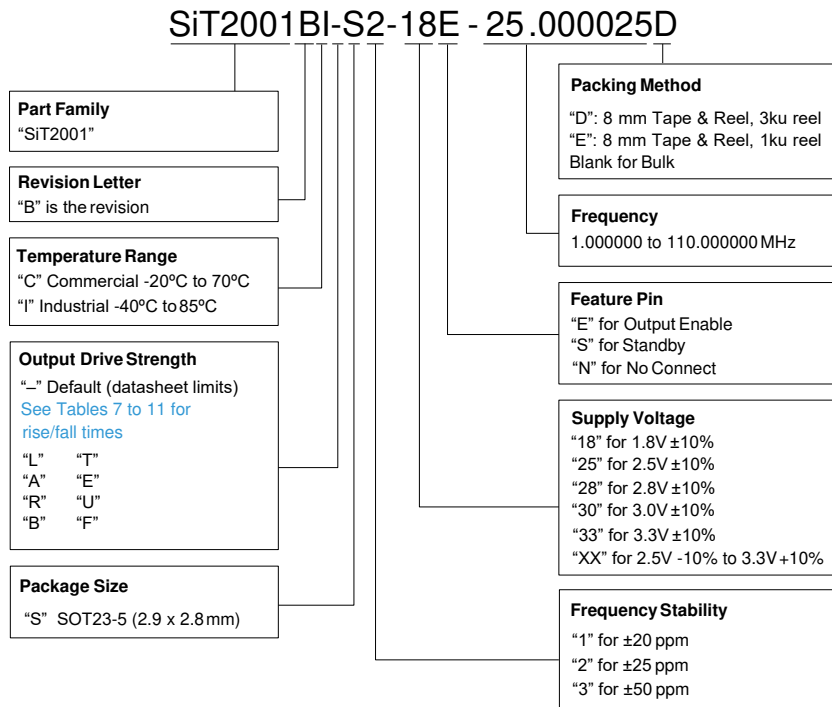 SiT2001BI-S2-18E - 25.000025D
Part Family
“SiT2001”
Revision Letter
“B” is the revision
Temperature Range
“C” Commercial -20ºC to 70ºC
“I” Industrial -40ºC to 85ºC
Output Drive Strength
“–” Default (datasheet limits)
See Tables 7 to 11 for
rise/fall times
“L” “T”
“A” “E”
“R” “U”
“B” “F”
Package Size
“S” SOT23-5 (2.9 x 2.8 mm)
Packing Method
“D”: 8 mm Tape & Reel, 3ku reel
“E”: 8 mm Tape & Reel, 1ku reel
Blank for Bulk
Frequency
1.000000 to 110.000000 MHz
Feature Pin
“E” for Output Enable
“S” for Standby
“N” for No Connect
Supply Voltage
“18” for 1.8V ±10%
“25” for 2.5V ±10%
“28” for 2.8V ±10%
“30” for 3.0V ±10%
“33” for 3.3V ±10%
“XX” for 2.5V -10% to 3.3V +10%
Frequency Stability
“1” for ±20 ppm
“2” for ±25 ppm
“3” for ±50 ppm